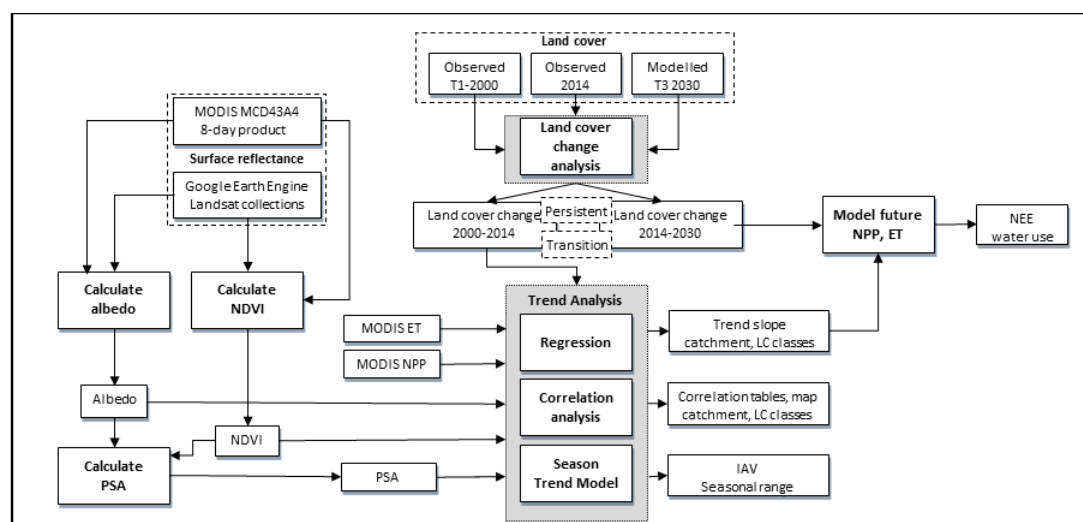 Land cover
Observed
T1-2000
Observed
2014
Modelled
T3 2030
MODIS MCD43A4
8-day product
Surface reflectance
Google Earth Engine
Landsat collections
Land cover
change
analysis
Land cover change
2000-2014
Persistent
Transition
Land cover change
2014-2030
Model future
NPP, ET
NEE
water use
Calculate
albedo
Calculate
NDVI
Trend Analysis
MODIS ET
MODIS NPP
Regression
Trend slope
catchment, LC classes
Albedo
Correlation
analysis
Correlation tables, map
catchment, LC classes
NDVI
Calculate
PSA
PSA
Season
Trend Model
IAV
Seasonal range